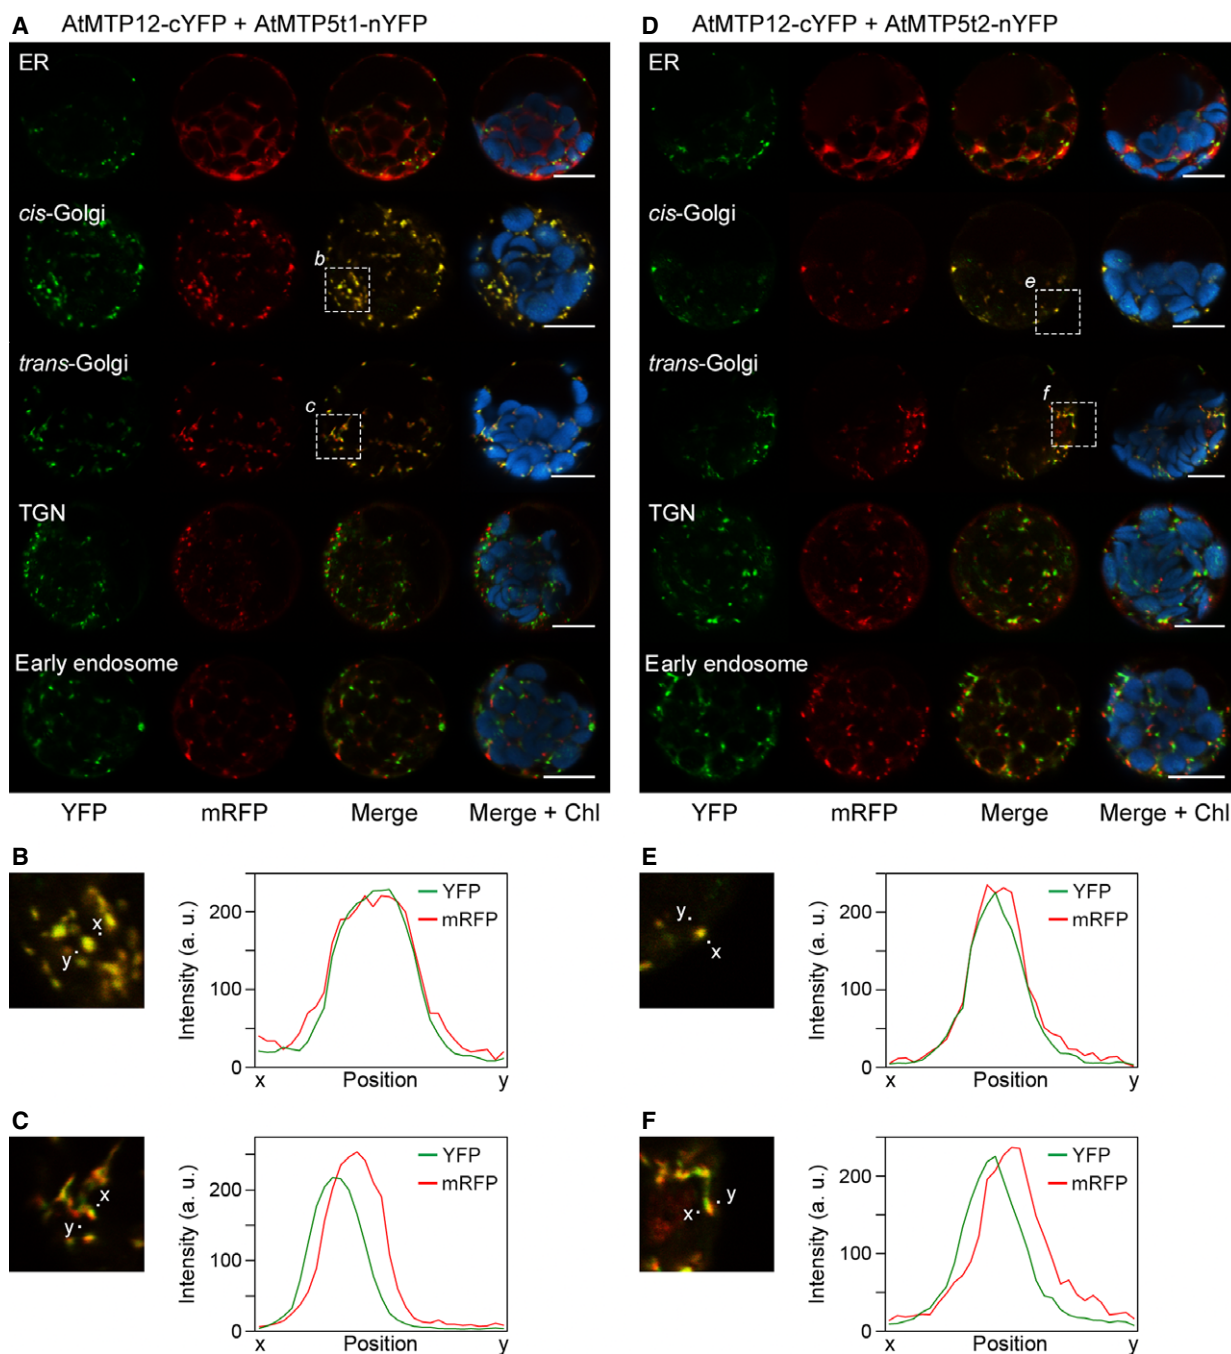 A AtMTP12-cYFP + AtMTP5t1-nYFP
ER
cis-Golgi
b
trans-Golgi
c
TGN
Early endosome
YFP mRFP Merge Merge + Chl
D AtMTP12-cYFP + AtMTP5t2-nYFP
ER
cis-Golgi
e
trans-Golgi
f
TGN
Early endosome
YFP mRFP Merge Merge + Chl
B
x
y
Intensity (a. u.)
200
100
0
YFP
mRFP
x Position y
E
y
x
Intensity (a. u.)
200
100
0
YFP
mRFP
x Position y
C
x
y
Intensity (a. u.)
200
100
0
YFP
mRFP
x Position y
F
y
x
Intensity (a. u.)
200
100
0
YFP
mRFP
x Position y